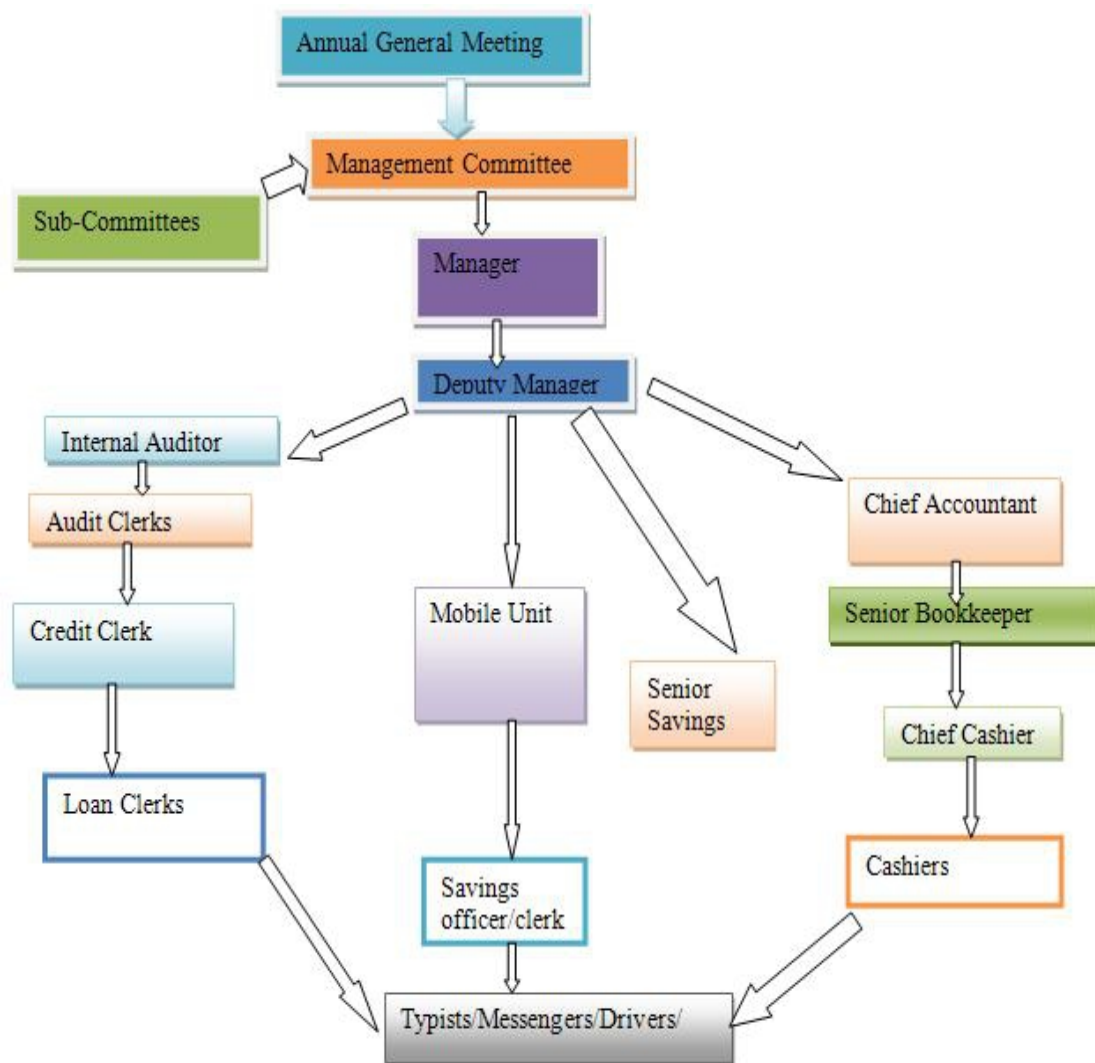 Annual General Meeting
Management Committee
Sub-Committees
Manager
Deputy Manager
Internal Auditor
Audit Clerks
Chief Accountant
Credit Clerk
Mobile Unit
Senior Bookkeeper
Senior
Savings
Chief Cashier
Loan Clerks
Savings
officer/clerk
Cashiers
Typists/Messengers/Drivers/